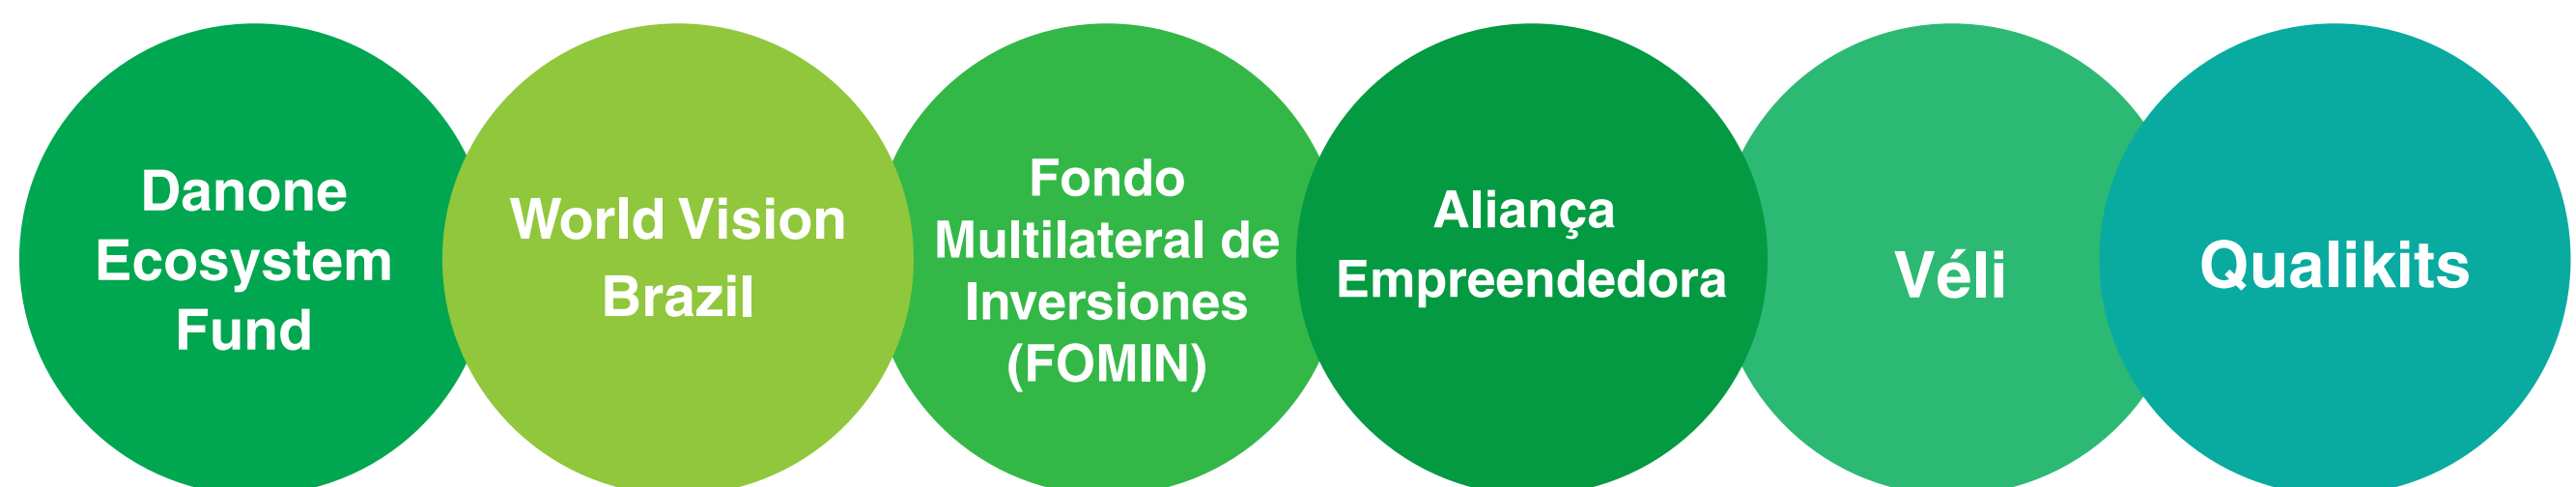 Danone
Ecosystem
Fund
World Vision
Brazil
Fondo
Multilateral de
Inversiones
(FOMIN)
Aliança
Empreendedora
Véli
Qualikits